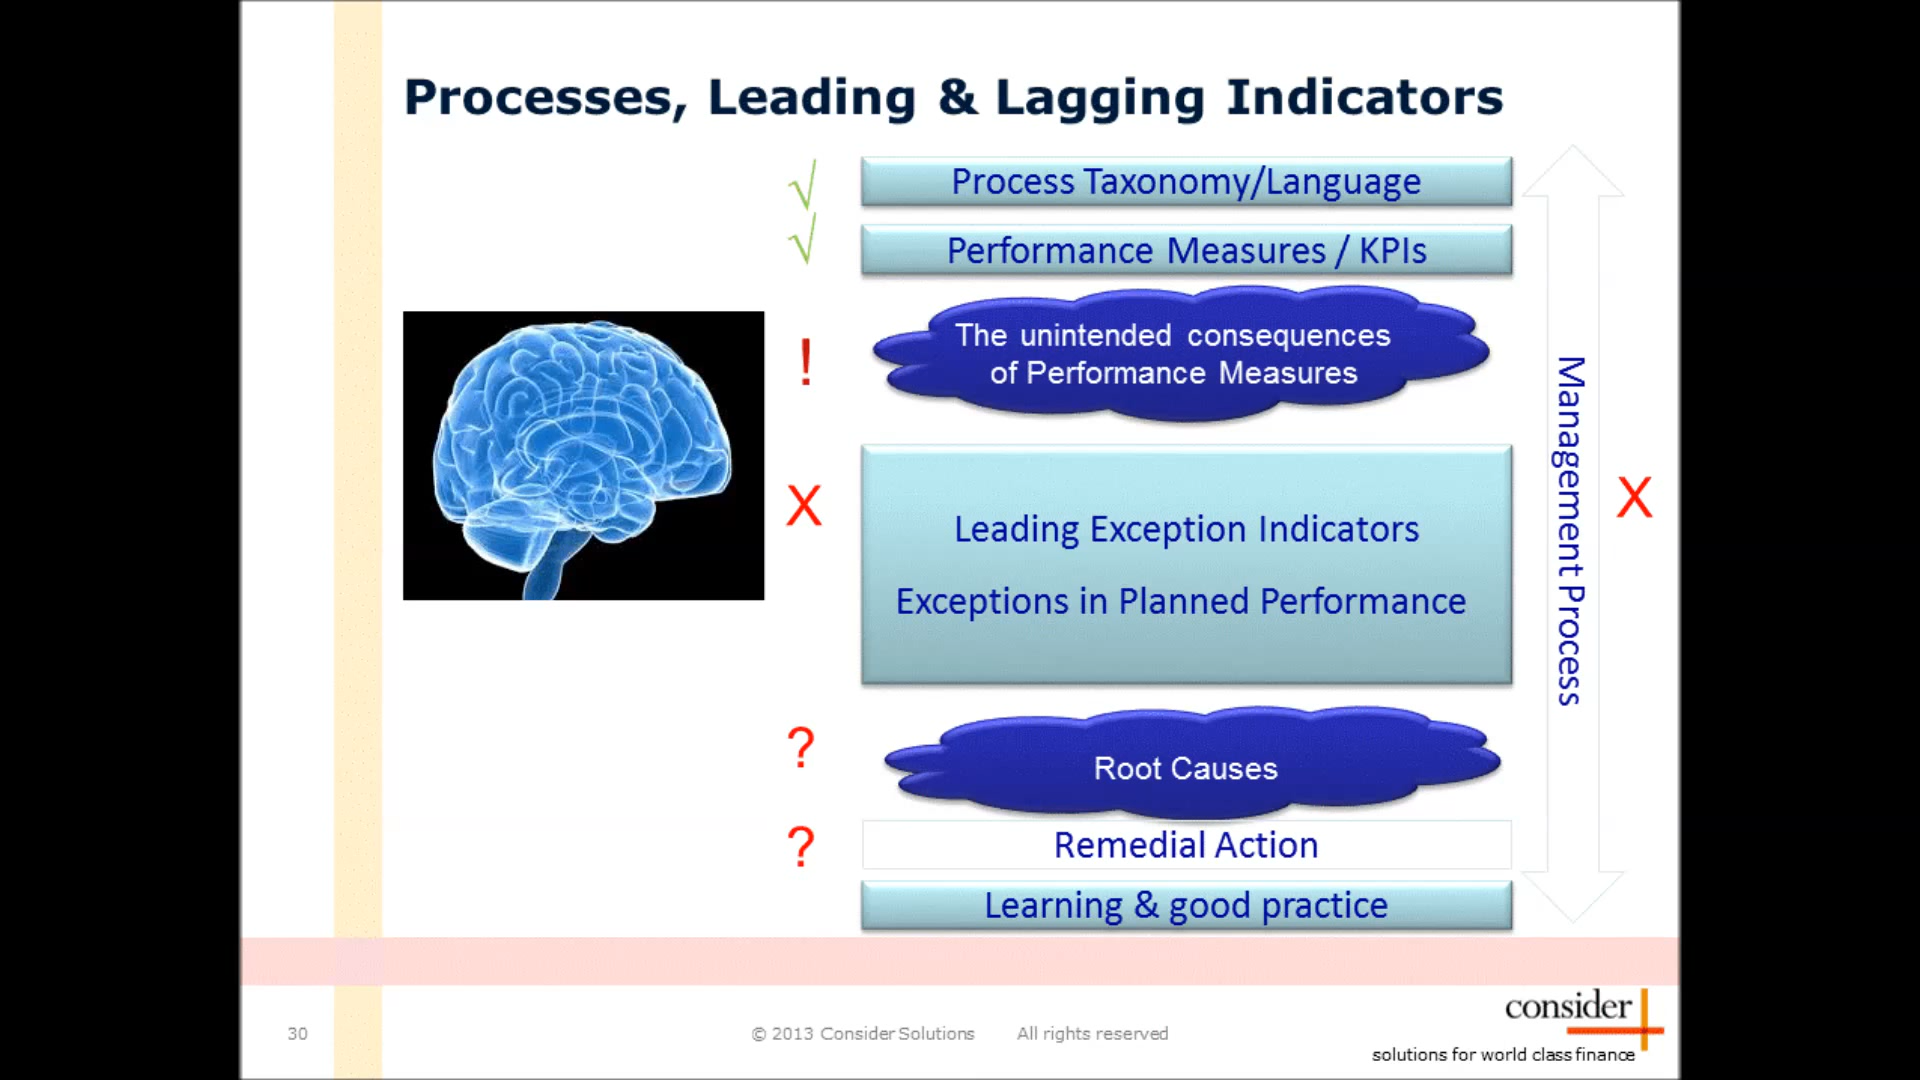 Processes, Leading & Lagging Indicators
√
Process Taxonomy/Language
√
Performance Measures / KPIs
!
The unintended consequences
of Performance Measures
X
Leading Exception Indicators
Exceptions in Planned Performance
?
Root Causes
?
Remedial Action
Learning & good practice
Management Process
X
30
© 2013 Consider Solutions All rights reserved
consider
solutions for world class finance